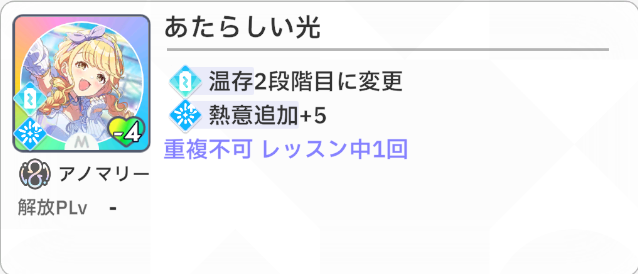 あたらしい光
温存2段階目に変更
熱意追加+5
重複不可 レッスン中1回
-4
M
アノマリー
解放PLv -